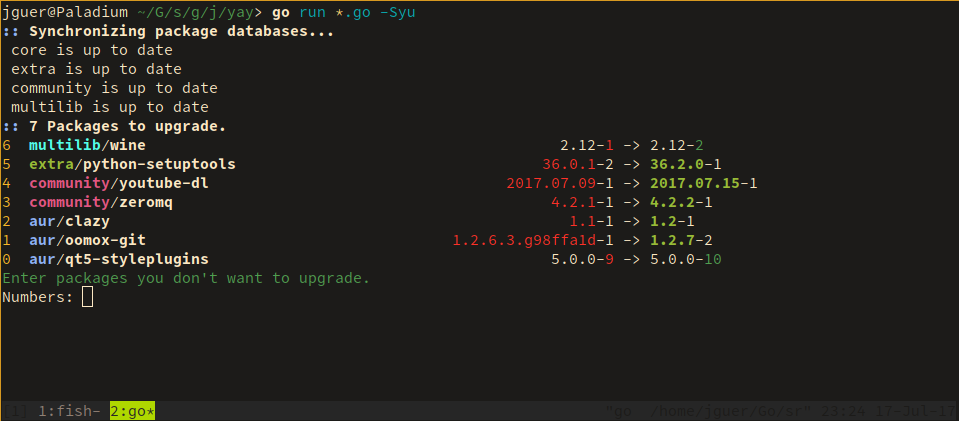 jguer@Paladium ~/G/s/g/j/yay> go run *.go -Syu
:: Synchronizing package databases...
core is up to date
extra is up to date
community is up to date
multilib is up to date
:: 7 Packages to upgrade.
6 multilib/wine 2.12-1 -> 2.12-2
5 extra/python-setuptools 36.0.1-2 -> 36.2.0-1
4 community/youtube-dl 2017.07.09-1 -> 2017.07.15-1
3 community/zeromq 4.2.1-1 -> 4.2.2-1
2 aur/clazy 1.1-1 -> 1.2-1
1 aur/oomox-git 1.2.6.3.g98ffa1d-1 -> 1.2.7-2
0 aur/qt5-styleplugins 5.0.0-9 -> 5.0.0-10
Enter packages you don't want to upgrade.
Numbers:
[1] 1:fish- 2:go* "go /home/jguer/Go/sr" 23:24 17-Jul-17